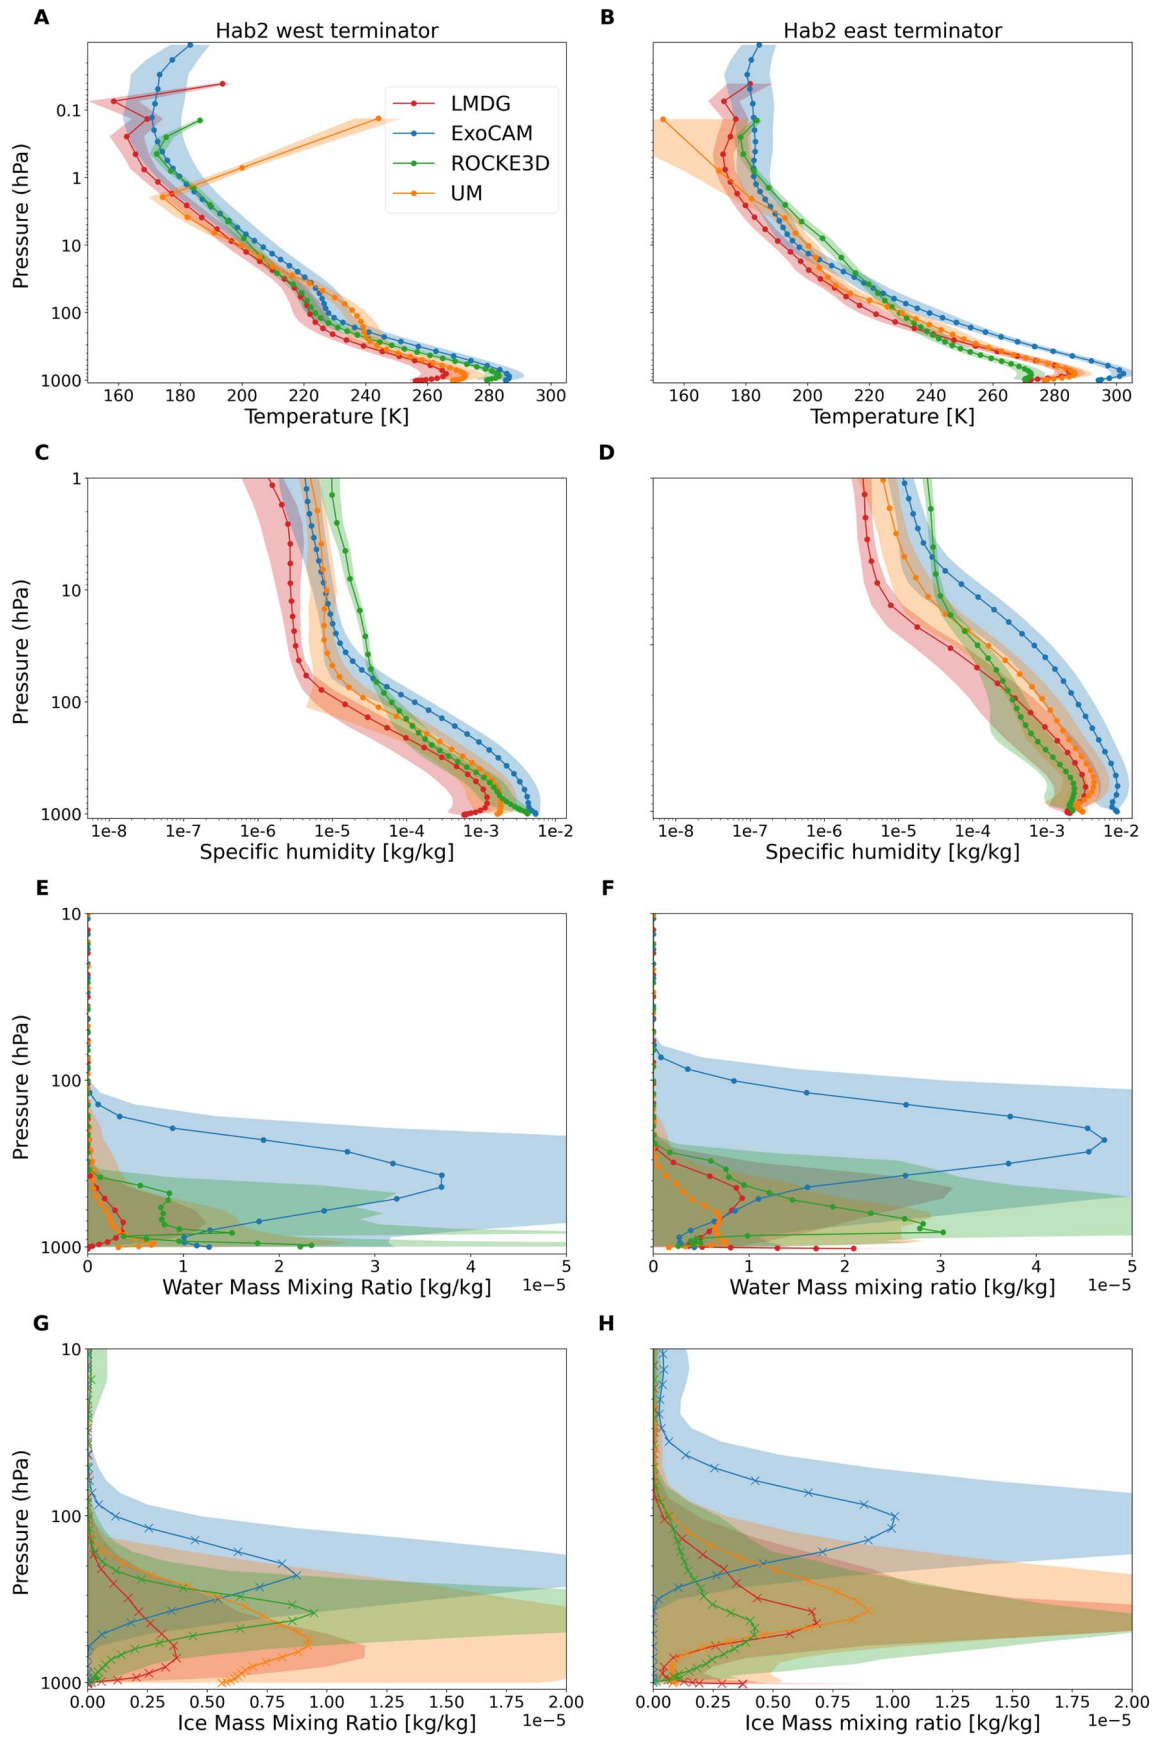 A
Hab2 west terminator
Pressure (hPa)
0.1
1
10
100
1000
160 180 200 220 240 260 280 300
Temperature [K]
LMDG
ExoCAM
ROCKE3D
UM
B
Hab2 east terminator
160 180 200 220 240 260 280 300
Temperature [K]
C
Pressure (hPa)
1
10
100
1000
1e-8 1e-7 1e-6 1e-5 1e-4 1e-3 1e-2
Specific humidity [kg/kg]
D
1e-8 1e-7 1e-6 1e-5 1e-4 1e-3 1e-2
Specific humidity [kg/kg]
E
Pressure (hPa)
10
100
1000
0 1 2 3 4 5
Water Mass Mixing Ratio [kg/kg] 1e−5
F
0 1 2 3 4 5
Water Mass mixing ratio [kg/kg] 1e−5
G
Pressure (hPa)
10
100
1000
0.00 0.25 0.50 0.75 1.00 1.25 1.50 1.75 2.00
Ice Mass Mixing Ratio [kg/kg] 1e−5
H
0.00 0.25 0.50 0.75 1.00 1.25 1.50 1.75 2.00
Ice Mass mixing ratio [kg/kg] 1e−5